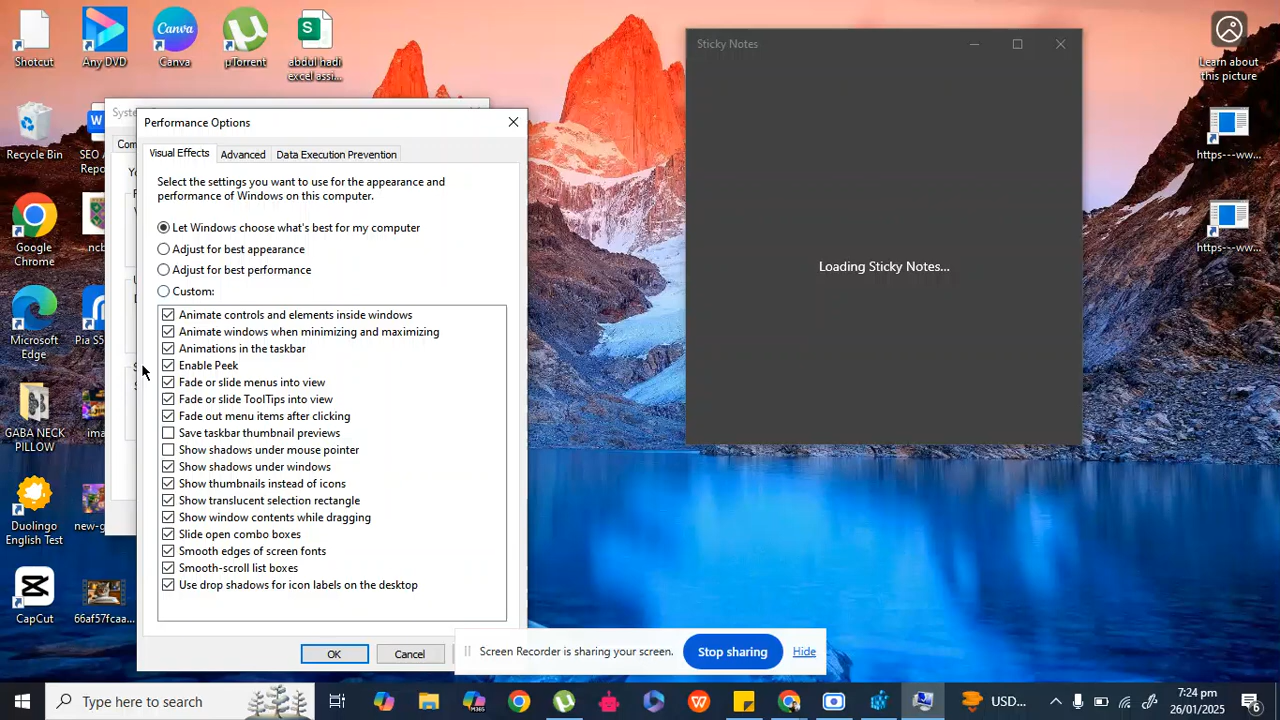 Shotcut
Any DVD
Canva
µTorrent
abdul hadi
excel assi...
Recycle Bin
SEO A
Repor
Google
Chrome
ncb
Microsoft
Edge
Pia S5
GABA NECK
PILLOW
ima
Duolingo
English Test
new-g
CapCut
66af57fcaa...
Syste
Com
Performance Options
Visual Effects
Advanced
Data Execution Prevention
Select the settings you want to use for the appearance and
performance of Windows on this computer.
Let Windows choose what's best for my computer
Adjust for best appearance
Adjust for best performance
Custom:
Animate controls and elements inside windows
Animate windows when minimizing and maximizing
Animations in the taskbar
Enable Peek
Fade or slide menus into view
Fade or slide ToolTips into view
Fade out menu items after clicking
Save taskbar thumbnail previews
Show shadows under mouse pointer
Show shadows under windows
Show thumbnails instead of icons
Show translucent selection rectangle
Show window contents while dragging
Slide open combo boxes
Smooth edges of screen fonts
Smooth-scroll list boxes
Use drop shadows for icon labels on the desktop
OK
Cancel
Sticky Notes
Loading Sticky Notes...
Learn about
this picture
https---ww...
https---ww...
Screen Recorder is sharing your screen.
Stop sharing
Hide
Type here to search
USD...
7:24 pm
26/01/2025
6